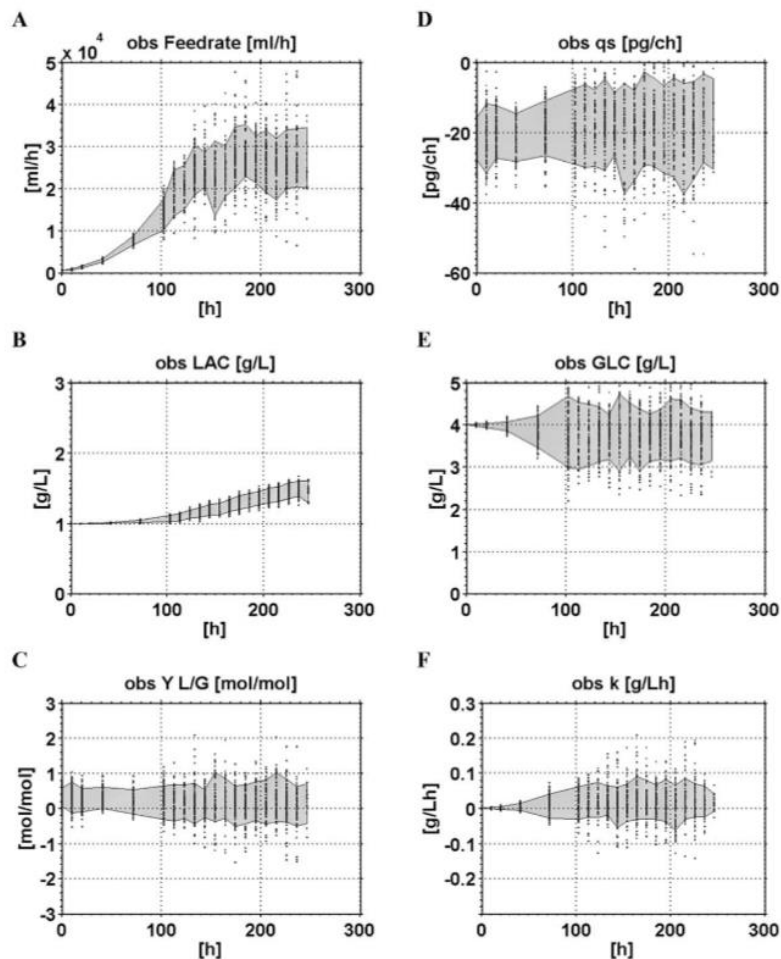 A
obs Feedrate [ml/h]
x 10^4
5
4
3
2
1
0
[ml/h]
0 100 200 300
[h]
D
obs qs [pg/ch]
0
-20
-40
-60
[pg/ch]
0 100 200 300
[h]
B
obs LAC [g/L]
3
2
1
0
[g/L]
0 100 200 300
[h]
E
obs GLC [g/L]
5
4
3
2
1
0
[g/L]
0 100 200 300
[h]
C
obs Y L/G [mol/mol]
3
2
1
0
-1
-2
-3
[mol/mol]
0 100 200 300
[h]
F
obs k [g/Lh]
0.3
0.2
0.1
0
-0.1
-0.2
[g/Lh]
0 100 200 300
[h]